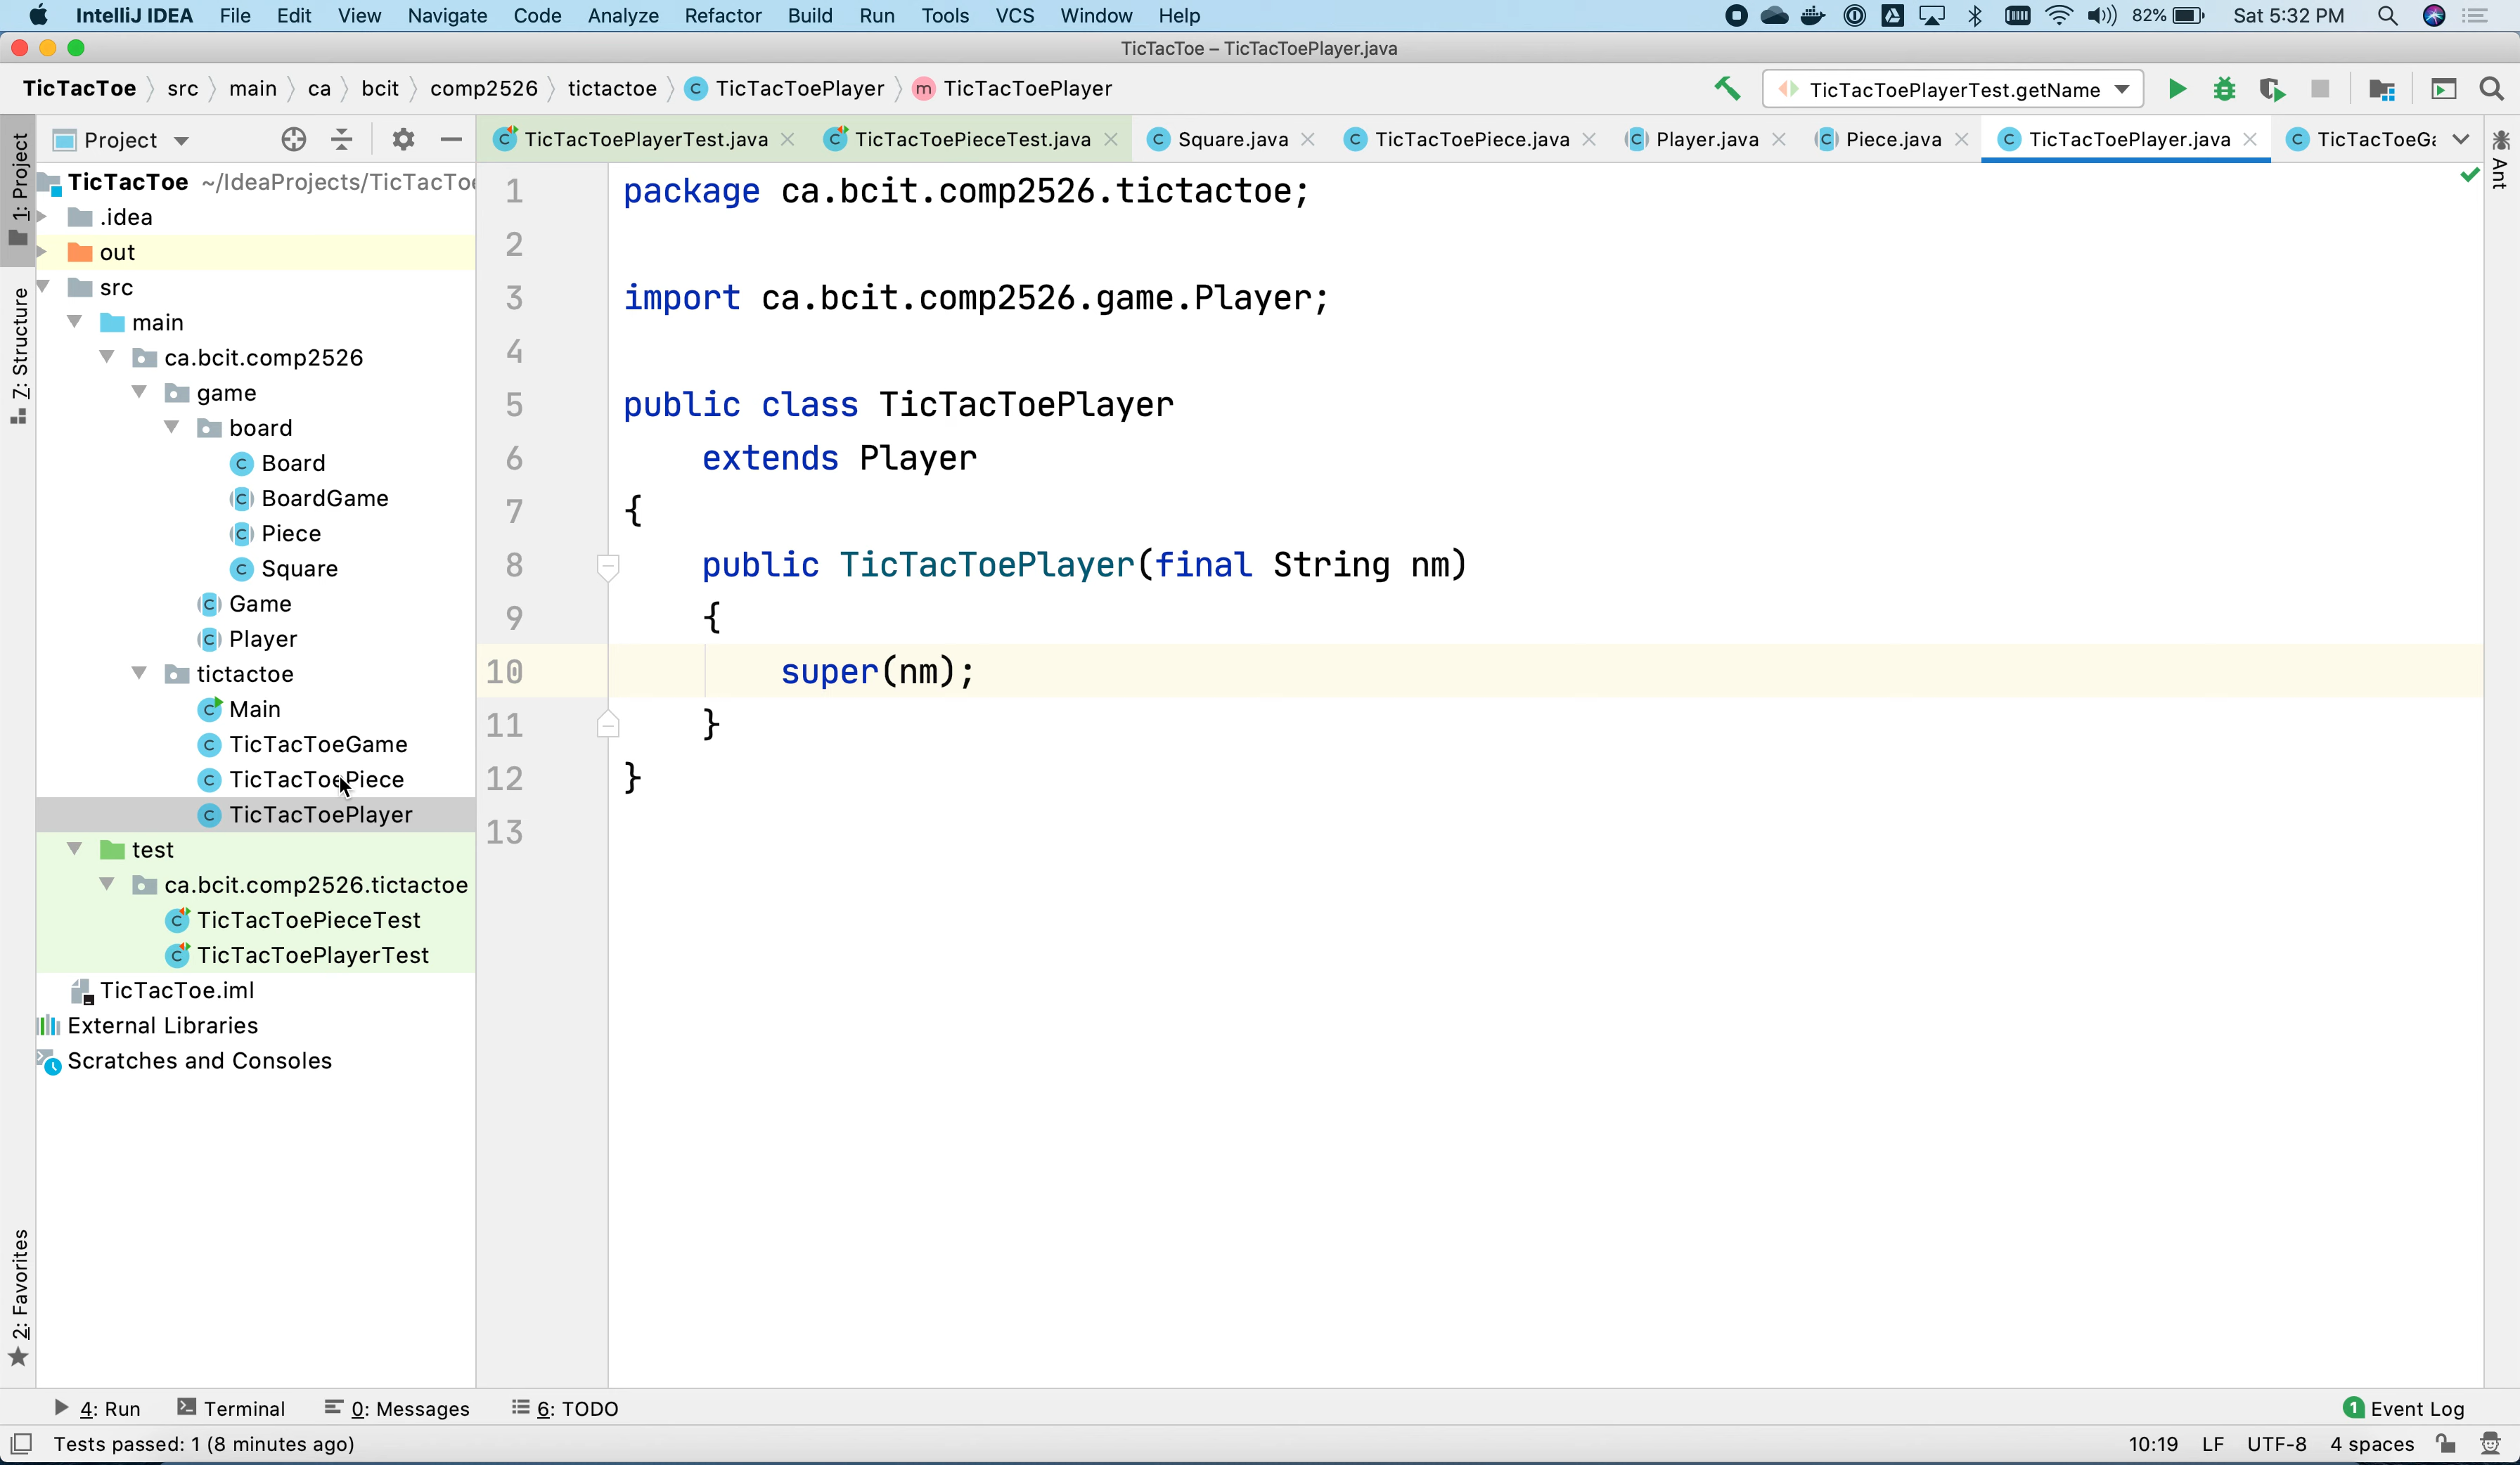 IntelliJ IDEA File Edit View Navigate Code Analyze Refactor Build Run Tools VCS Window Help 82% Sat 5:32 PM
TicTacToe – TicTacToePlayer.java
TicTacToe src main ca bcit comp2526 tictactoe C TicTacToePlayer m TicTacToePlayer TicTacToePlayerTest.getName
Project TicTacToePlayerTest.java TicTacToePieceTest.java Square.java TicTacToePiece.java Player.java Piece.java TicTacToePlayer.java TicTacToeGa
1: Project
7: Structure
2: Favorites
Ant
TicTacToe ~/IdeaProjects/TicTacToe
.idea
out
src
main
ca.bcit.comp2526
game
board
Board
BoardGame
Piece
Square
Game
Player
tictactoe
Main
TicTacToeGame
TicTacToePiece
TicTacToePlayer
test
ca.bcit.comp2526.tictactoe
TicTacToePieceTest
TicTacToePlayerTest
TicTacToe.iml
External Libraries
Scratches and Consoles
1 package ca.bcit.comp2526.tictactoe;
2
3 import ca.bcit.comp2526.game.Player;
4
5 public class TicTacToePlayer
6 extends Player
7 {
8 public TicTacToePlayer(final String nm)
9 {
10 super(nm);
11 }
12 }
13
4: Run Terminal 0: Messages 6: TODO 1 Event Log
Tests passed: 1 (8 minutes ago) 10:19 LF UTF-8 4 spaces